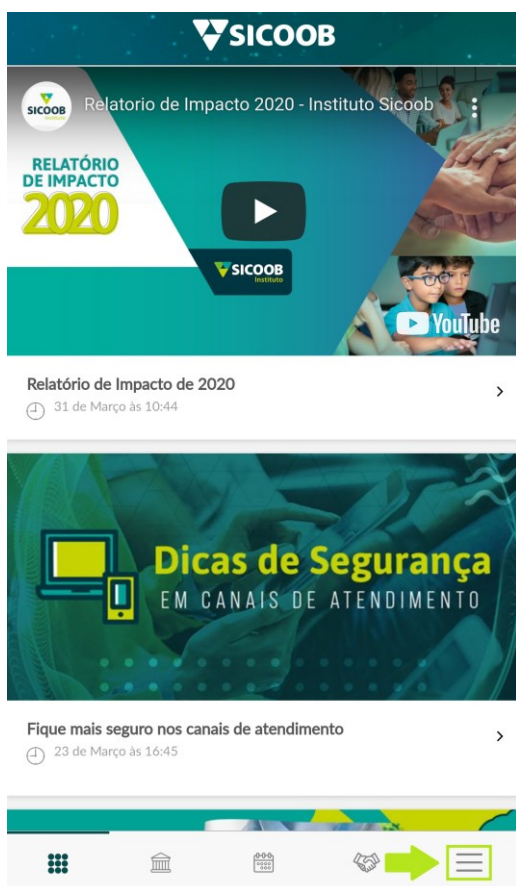 SICOOB
SICOOB
Instituto
Relatorio de Impacto 2020 - Instituto Sicoob
RELATÓRIO
DE IMPACTO
2020
SICOOB
Instituto
YouTube
Relatório de Impacto de 2020
31 de Março às 10:44
Dicas de Segurança
EM CANAIS DE ATENDIMENTO
Fique mais seguro nos canais de atendimento
23 de Março às 16:45